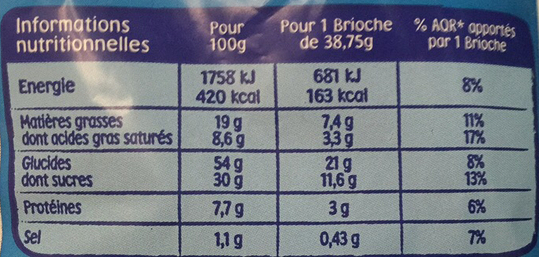 Informations nutritionnelles Pour 100g Pour 1 Brioche de 38,75g % AQR* apportés par 1 Brioche
Energie 1758 kJ 681 kJ 8%
420 kcal 163 kcal
Matières grasses 19 g 7,4 g 11%
dont acides gras saturés 8,6 g 3,3 g 17%
Glucides 54 g 21 g 8%
dont sucres 30 g 11,6 g 13%
Protéines 7,7 g 3 g 6%
Sel 1,1 g 0,43 g 7%